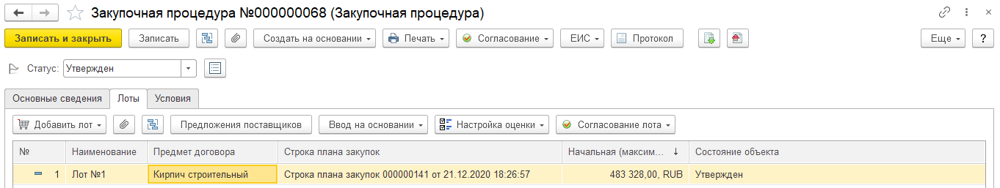 Закупочная процедура №000000068 (Закупочная процедура)
Записать и закрыть Записать Создать на основании Печать Согласование ЕИС Протокол Еще ?
Статус: Утвержден
Основные сведения Лоты Условия
Добавить лот Предложения поставщиков Ввод на основании Настройка оценки Согласование лота
№ Наименование Предмет договора Строка плана закупок Начальная (максим... ↓ Состояние объекта
1 Лот №1 Кирпич строительный Строка плана закупок 000000141 от 21.12.2020 18:26:57 483 328,00, RUB Утвержден